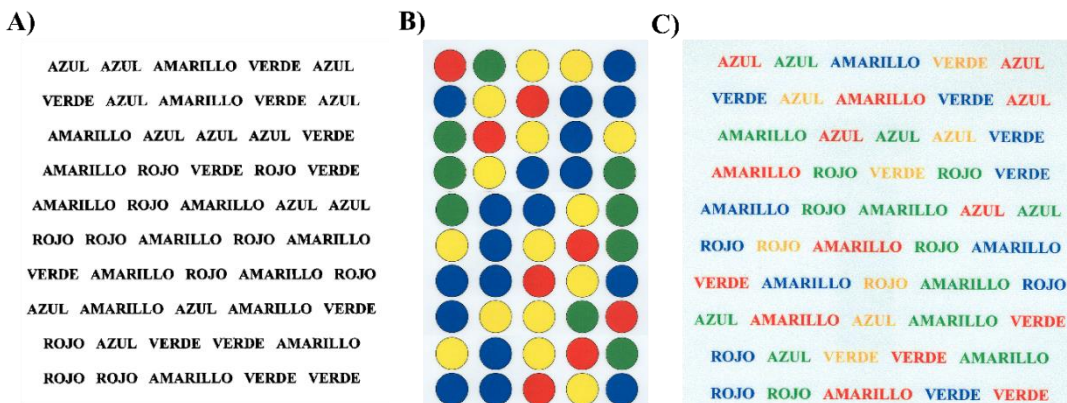 A)
AZUL AZUL AMARILLO VERDE AZUL
VERDE AZUL AMARILLO VERDE AZUL
AMARILLO AZUL AZUL AZUL VERDE
AMARILLO ROJO VERDE ROJO VERDE
AMARILLO ROJO AMARILLO AZUL AZUL
ROJO ROJO AMARILLO ROJO AMARILLO
VERDE AMARILLO ROJO AMARILLO ROJO
AZUL AMARILLO AZUL AMARILLO VERDE
ROJO AZUL VERDE VERDE AMARILLO
ROJO ROJO AMARILLO VERDE VERDE
B)
C)
AZUL AZUL AMARILLO VERDE AZUL
VERDE AZUL AMARILLO VERDE AZUL
AMARILLO AZUL AZUL AZUL VERDE
AMARILLO ROJO VERDE ROJO VERDE
AMARILLO ROJO AMARILLO AZUL AZUL
ROJO ROJO AMARILLO ROJO AMARILLO
VERDE AMARILLO ROJO AMARILLO ROJO
AZUL AMARILLO AZUL AMARILLO VERDE
ROJO AZUL VERDE VERDE AMARILLO
ROJO ROJO AMARILLO VERDE VERDE